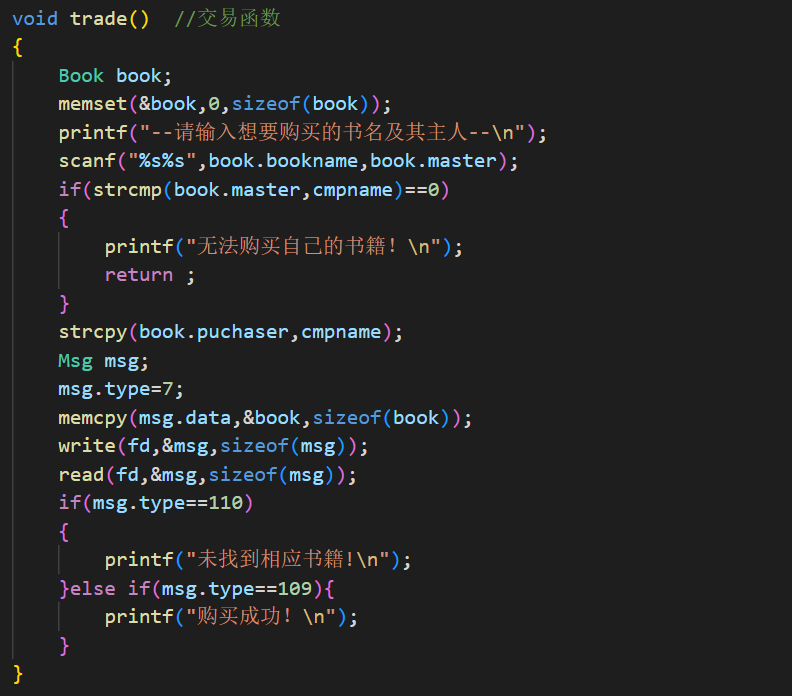 void trade()  //交易函数
{
    Book book;
    memset(&book,0,sizeof(book));
    printf("--请输入想要购买的书名及其主人--\n");
    scanf("%s%s",book.bookname,book.master);
    if(strcmp(book.master,cmpname)==0)
    {
        printf("无法购买自己的书籍！\n");
        return ;
    }
    strcpy(book.puchaser,cmpname);
    Msg msg;
    msg.type=7;
    memcpy(msg.data,&book,sizeof(book));
    write(fd,&msg,sizeof(msg));
    read(fd,&msg,sizeof(msg));
    if(msg.type==110)
    {
        printf("未找到相应书籍!\n");
    }else if(msg.type==109){
        printf("购买成功！\n");
    }
}